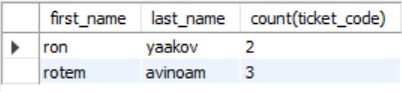 first_name last_name count(ticket_code)
ron yaakov 2
rotem avinoam 3